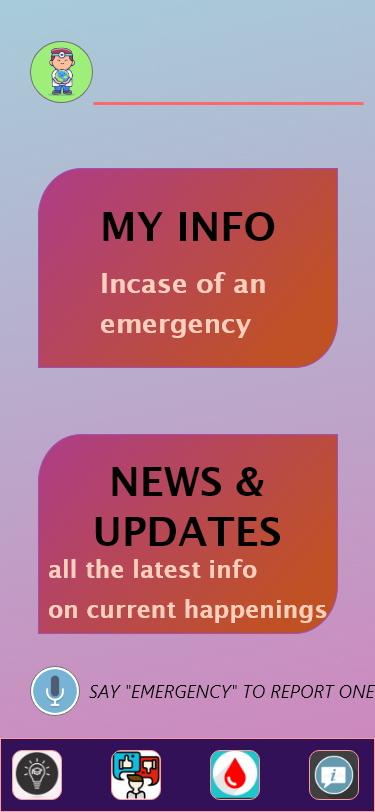 MY INFO
Incase of an
emergency
NEWS &
UPDATES
all the latest info
on current happenings
SAY "EMERGENCY" TO REPORT ONE
i